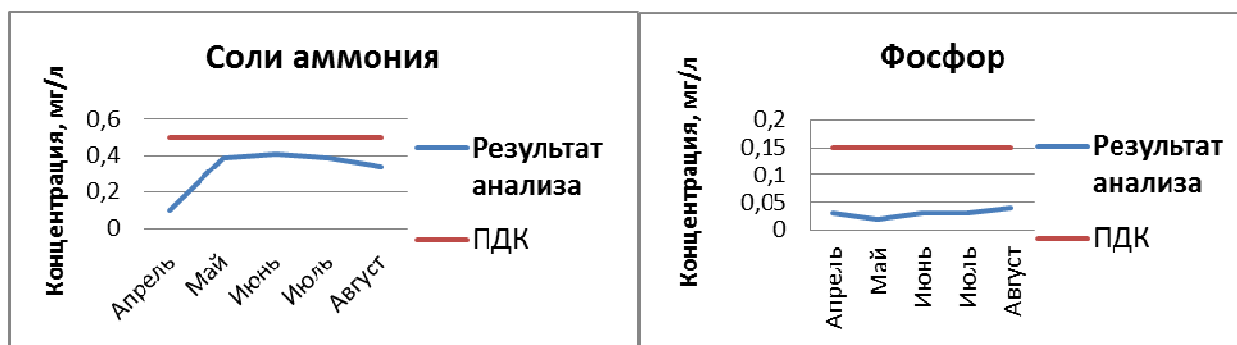 Соли аммония
Концентрация, мг/л
0,6
0,4
0,2
0
Апрель
Май
Июнь
Июль
Август
Результат
анализа
ПДК
Фосфор
Концентрация, мг/л
0,2
0,15
0,1
0,05
0
Апрель
Май
Июнь
Июль
Август
Результат
анализа
ПДК